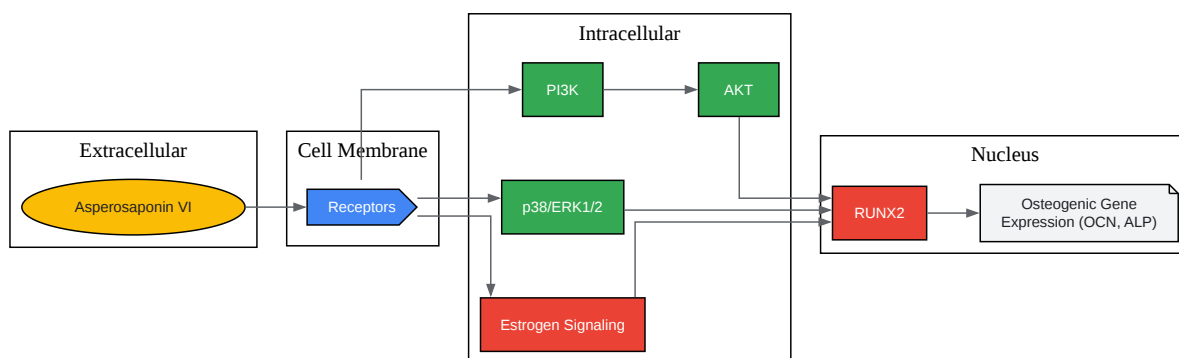 Extracellular
Asperosaponin VI
Cell Membrane
Receptors
Intracellular
PI3K
AKT
p38/ERK1/2
Estrogen Signaling
Nucleus
RUNX2
Osteogenic Gene
Expression (OCN, ALP)